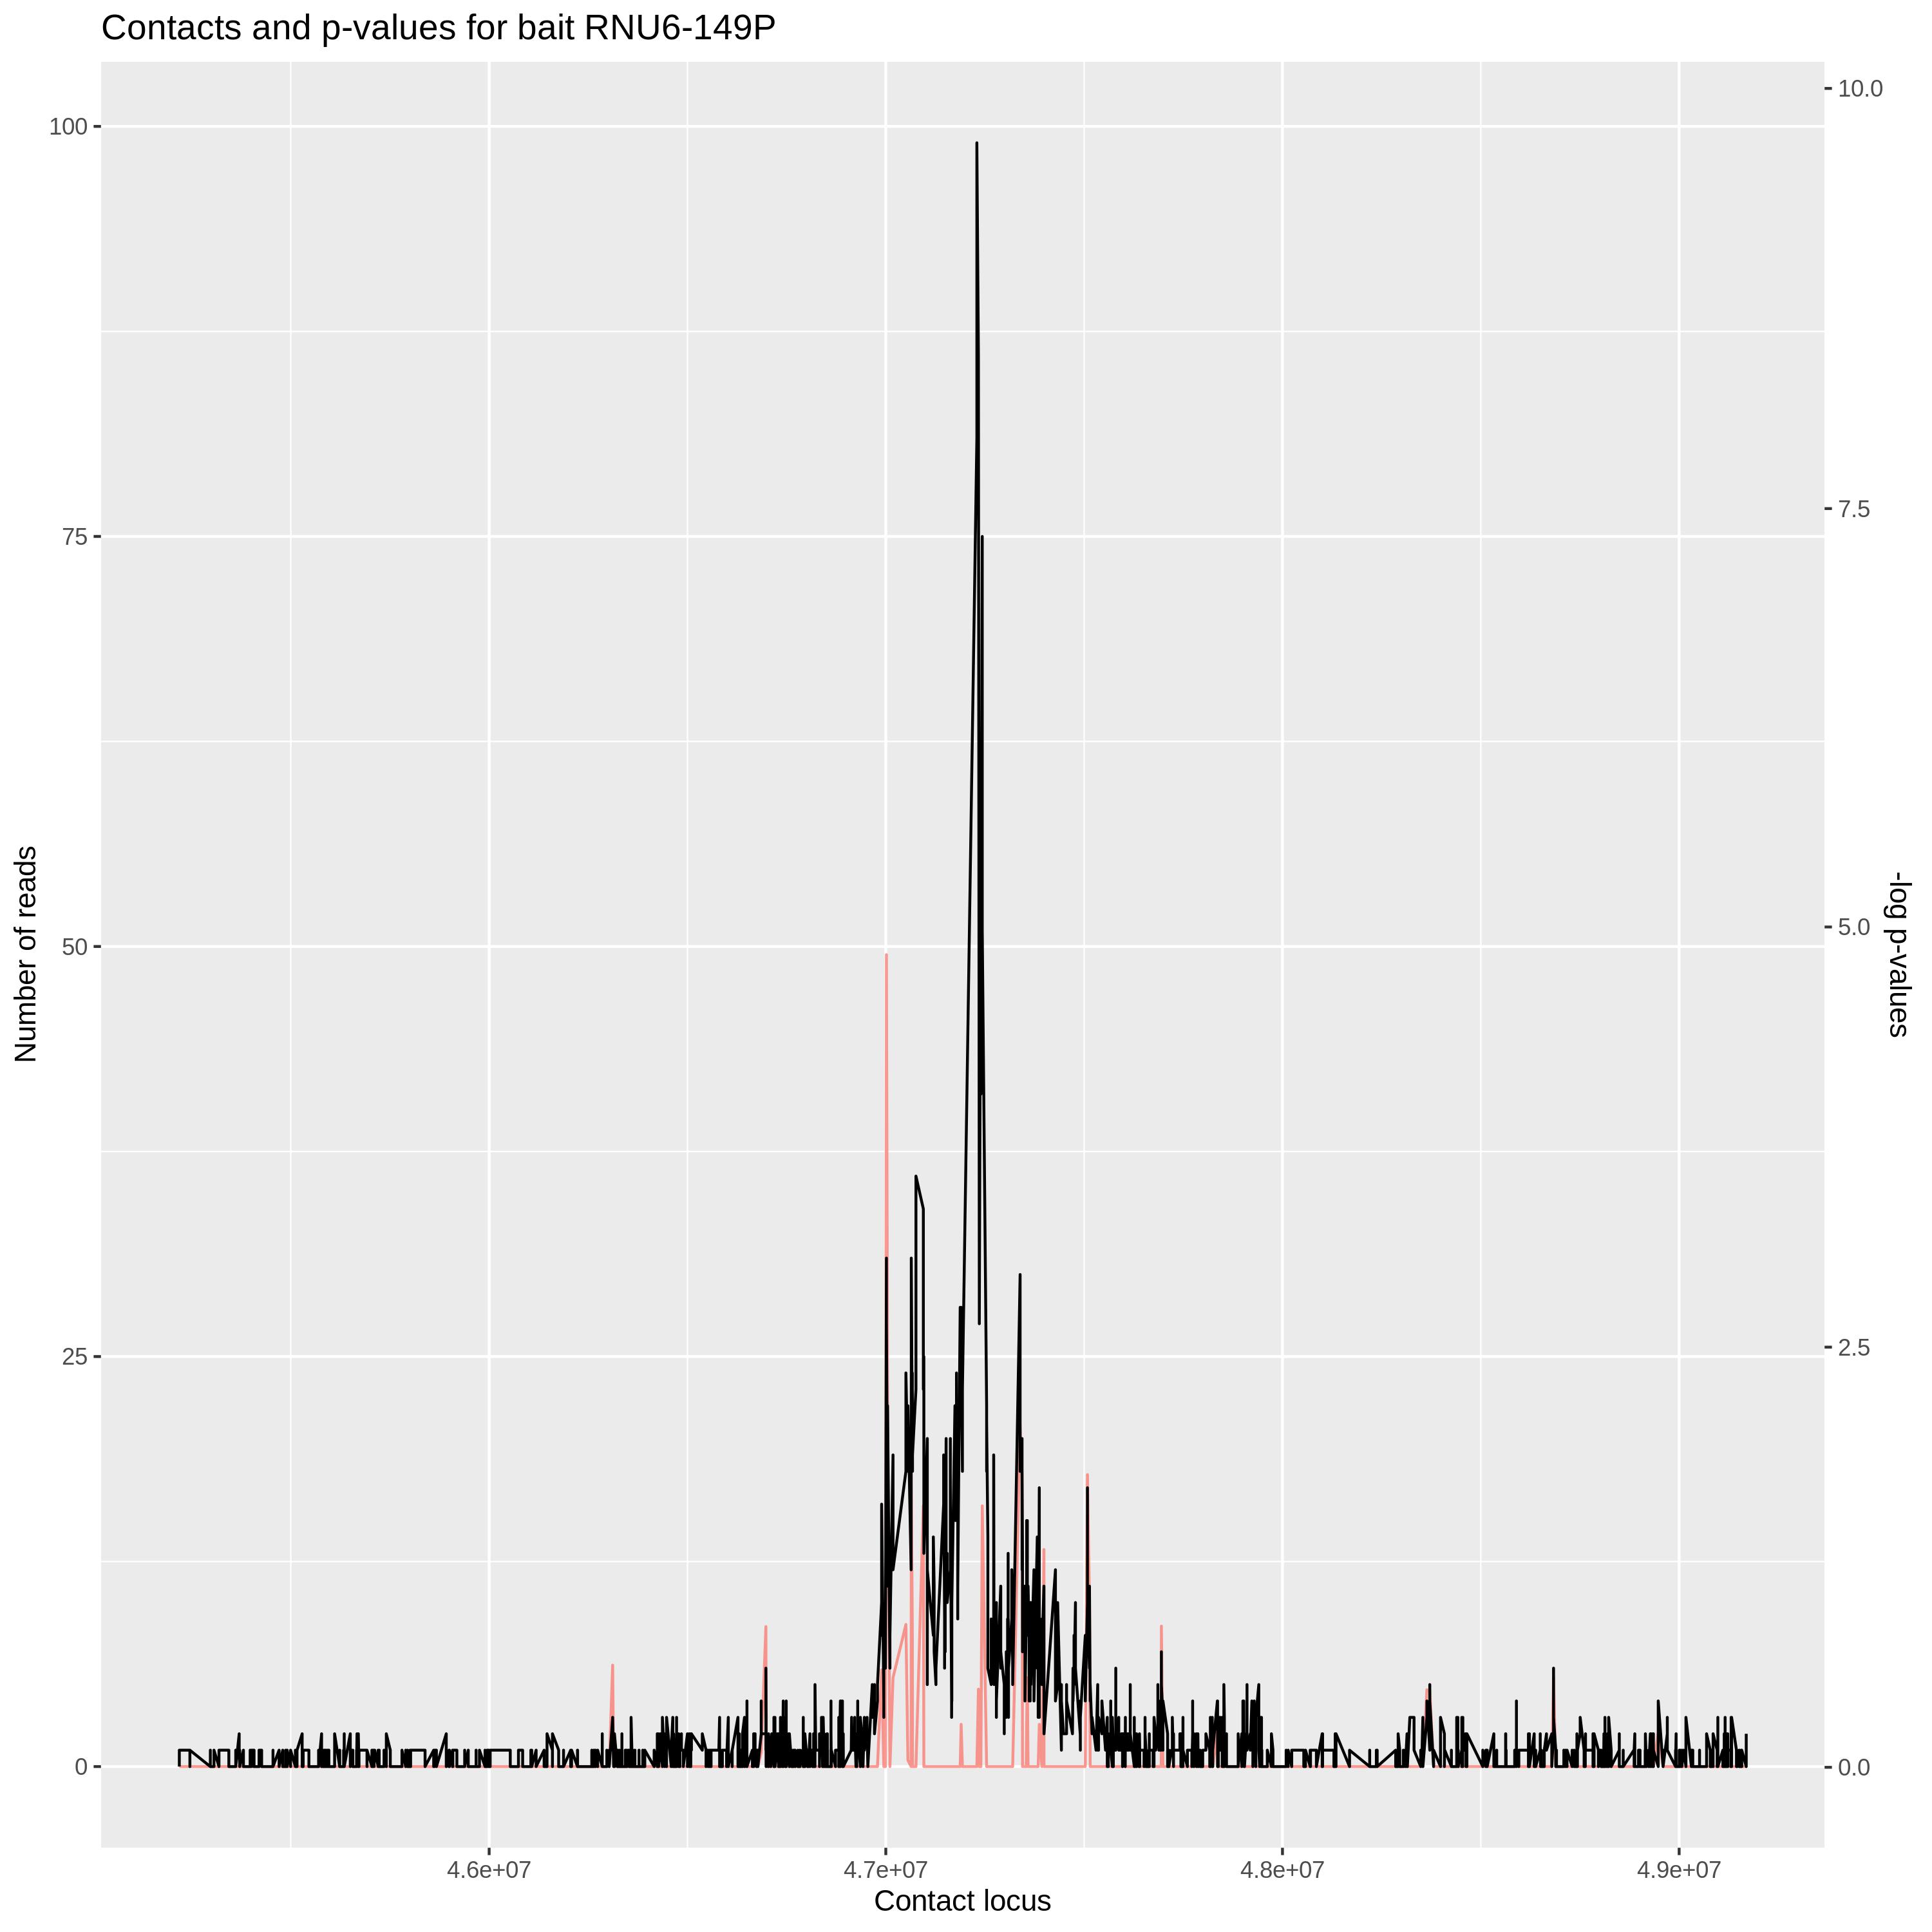 Contacts and p-values for bait RNU6-149P
100
75
50
25
0
Number of reads
10.0
7.5
5.0
2.5
0.0
-log p-values
4.6e+07
4.7e+07
4.8e+07
4.9e+07
Contact locus